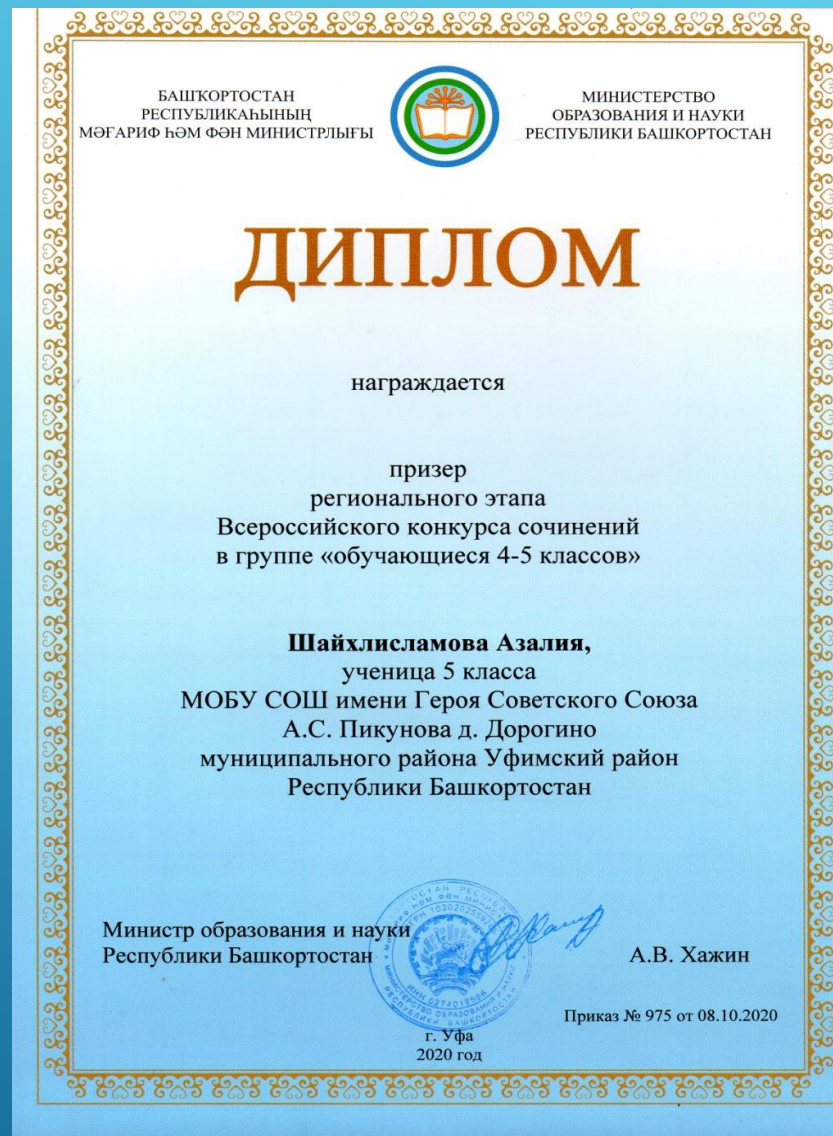 БАШҠОРТОСТАН
РЕСПУБЛИКАҺЫНЫҢ
МӘҒАРИФ ҺӘМ ФӘН МИНИСТРЛЫҒЫ
МИНИСТЕРСТВО
ОБРАЗОВАНИЯ И НАУКИ
РЕСПУБЛИКИ БАШКОРТОСТАН
ДИПЛОМ
награждается
призер
регионального этапа
Всероссийского конкурса сочинений
в группе «обучающиеся 4-5 классов»
Шайхлисламова Азалия,
ученица 5 класса
МОБУ СОШ имени Героя Советского Союза
А.С. Пикунова д. Дорогино
муниципального района Уфимский район
Республики Башкортостан
Министр образования и науки
Республики Башкортостан
А.В. Хажин
Приказ № 975 от 08.10.2020
г. Уфа
2020 год